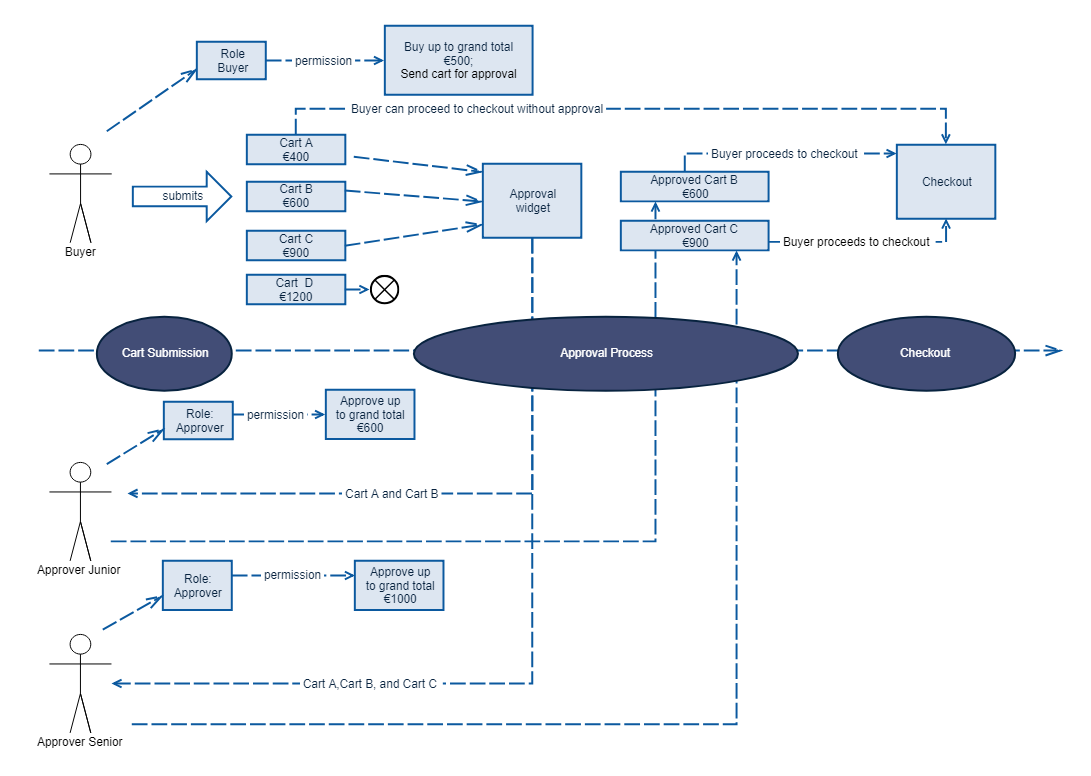 Role
Buyer
permission
Buy up to grand total
€500;
Send cart for approval
Buyer can proceed to checkout without approval
Cart A
€400
Cart B
€600
Cart C
€900
Cart D
€1200
submits
Buyer
Approval
widget
Approved Cart B
€600
Approved Cart C
€900
Buyer proceeds to checkout
Buyer proceeds to checkout
Checkout
Cart Submission
Approval Process
Checkout
Role:
Approver
permission
Approve up
to grand total
€600
Cart A and Cart B
Approver Junior
Role:
Approver
permission
Approve up
to grand total
€1000
Cart A,Cart B, and Cart C
Approver Senior